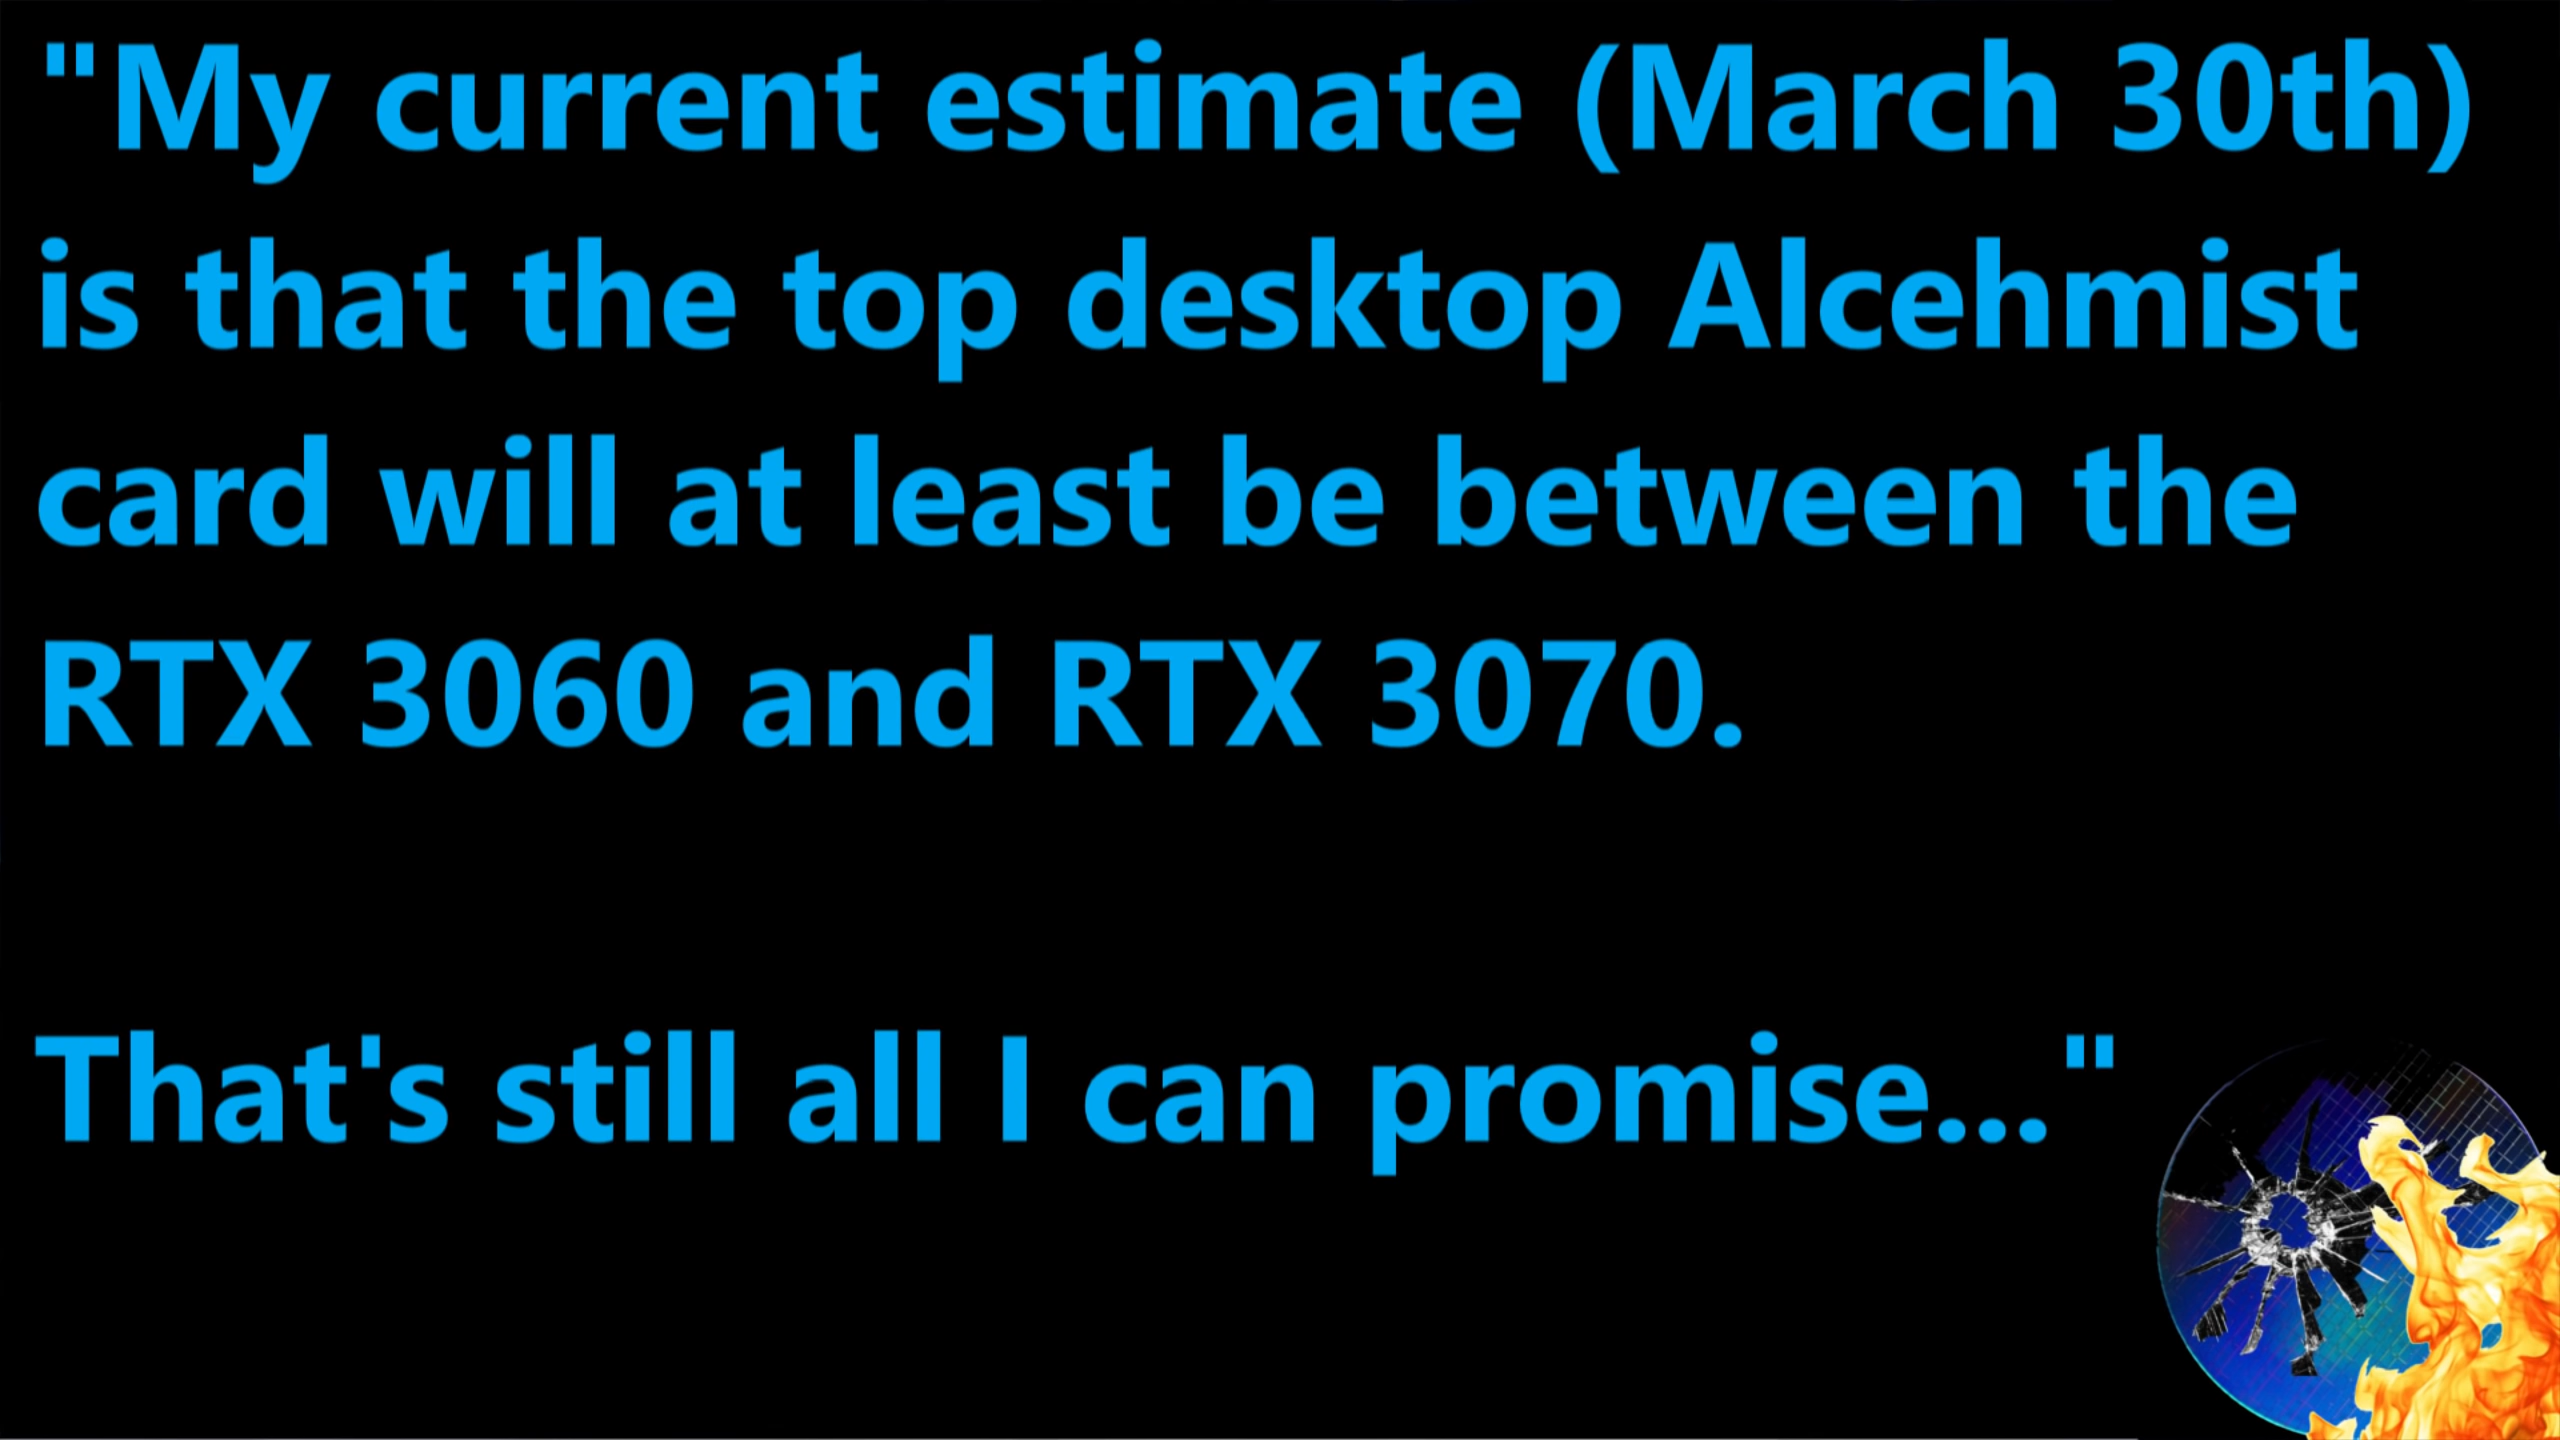 "My current estimate (March 30th)
is that the top desktop Alcehmist
card will at least be between the
RTX 3060 and RTX 3070.
That's still all I can promise..."